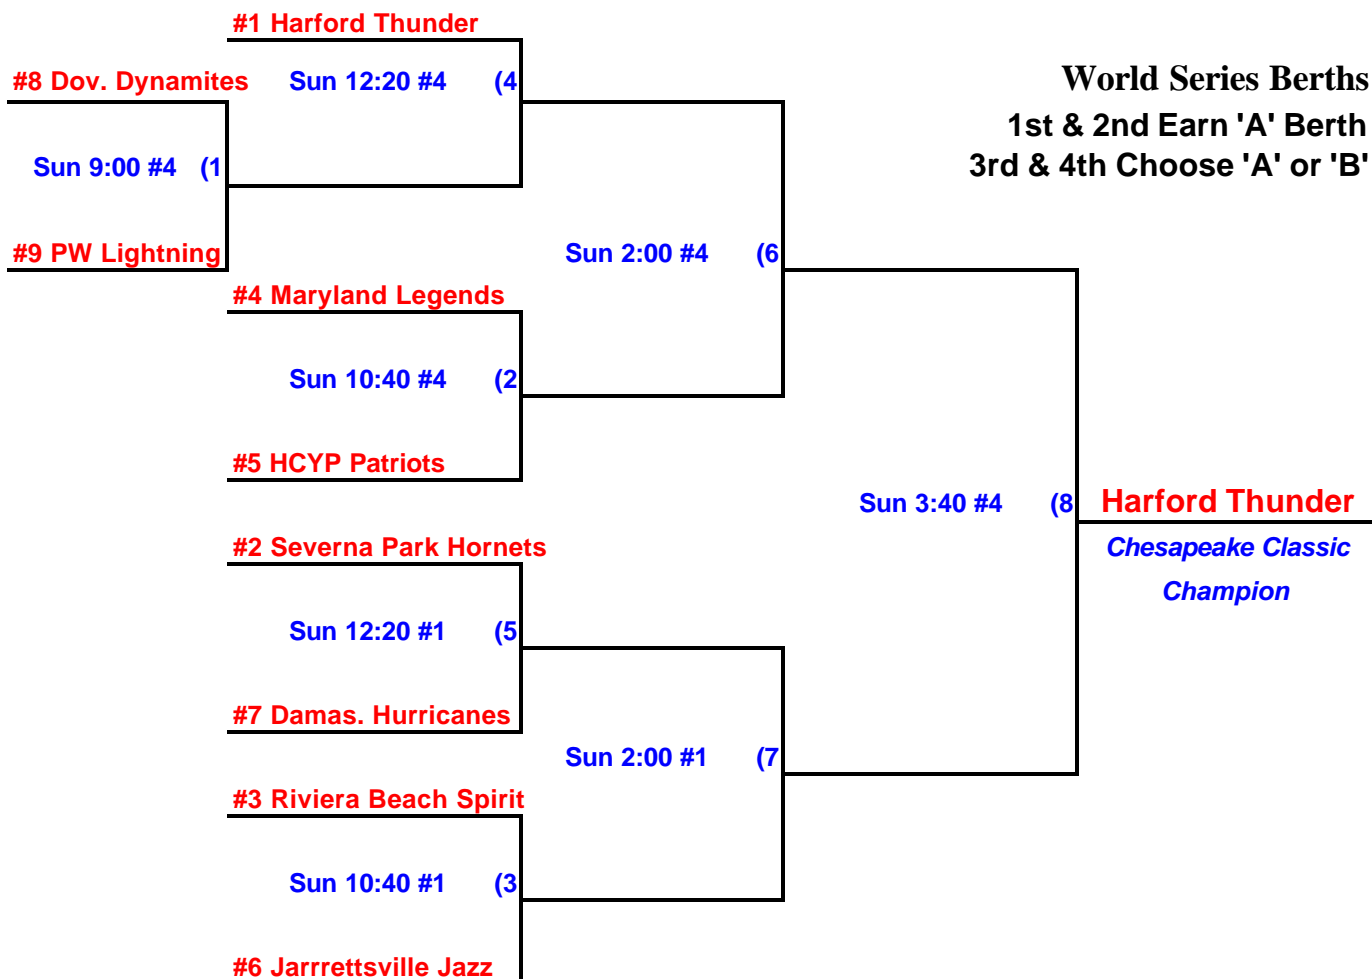 #1 Harford Thunder
#8 Dov. Dynamites
Sun 12:20 #4 (4
World Series Berths
1st & 2nd Earn 'A' Berth
3rd & 4th Choose 'A' or 'B'
Sun 9:00 #4 (1
#9 PW Lightning
Sun 2:00 #4 (6
#4 Maryland Legends
Sun 10:40 #4 (2
#5 HCYP Patriots
Sun 3:40 #4 (8
Harford Thunder
Chesapeake Classic
Champion
#2 Severna Park Hornets
Sun 12:20 #1 (5
#7 Damas. Hurricanes
Sun 2:00 #1 (7
#3 Riviera Beach Spirit
Sun 10:40 #1 (3
#6 Jarrrettsville Jazz